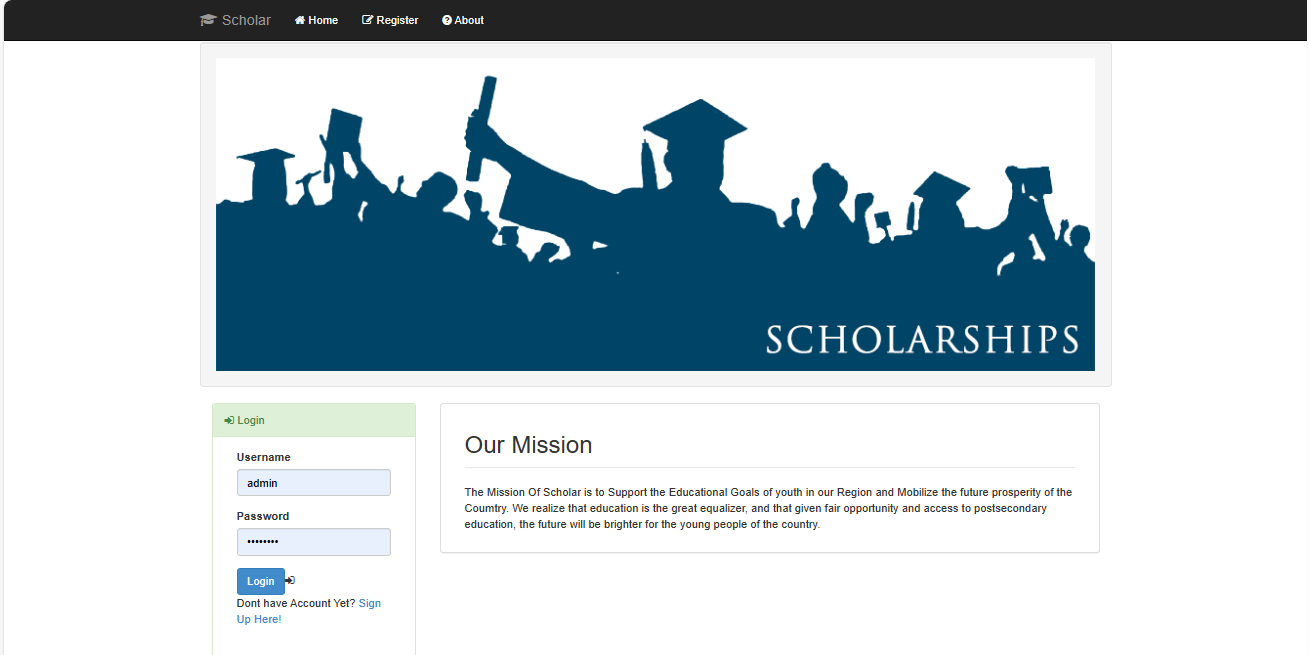 Scholar Home Register About
SCHOLARSHIPS
Login
Username
admin
Password
••••••••
Login
Dont have Account Yet? Sign
Up Here!
Our Mission
The Mission Of Scholar is to Support the Educational Goals of youth in our Region and Mobilize the future prosperity of the
Coumtry. We realize that education is the great equalizer, and that given fair opportunity and access to postsecondary
education, the future will be brighter for the young people of the country.